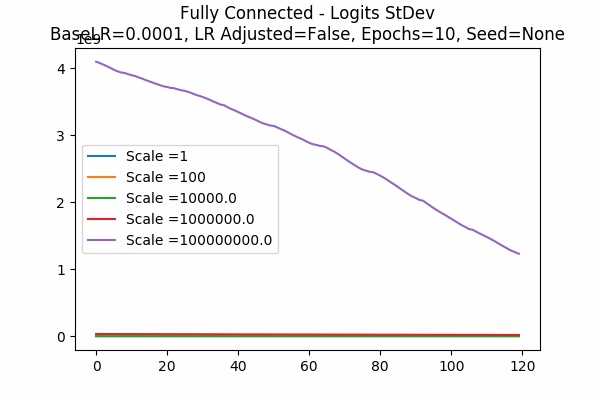 Fully Connected - Logits StDev
BaseLR=0.0001, LR Adjusted=False, Epochs=10, Seed=None
1e9
4
3
2
1
0
Scale =1
Scale =100
Scale =10000.0
Scale =1000000.0
Scale =100000000.0
0 20 40 60 80 100 120